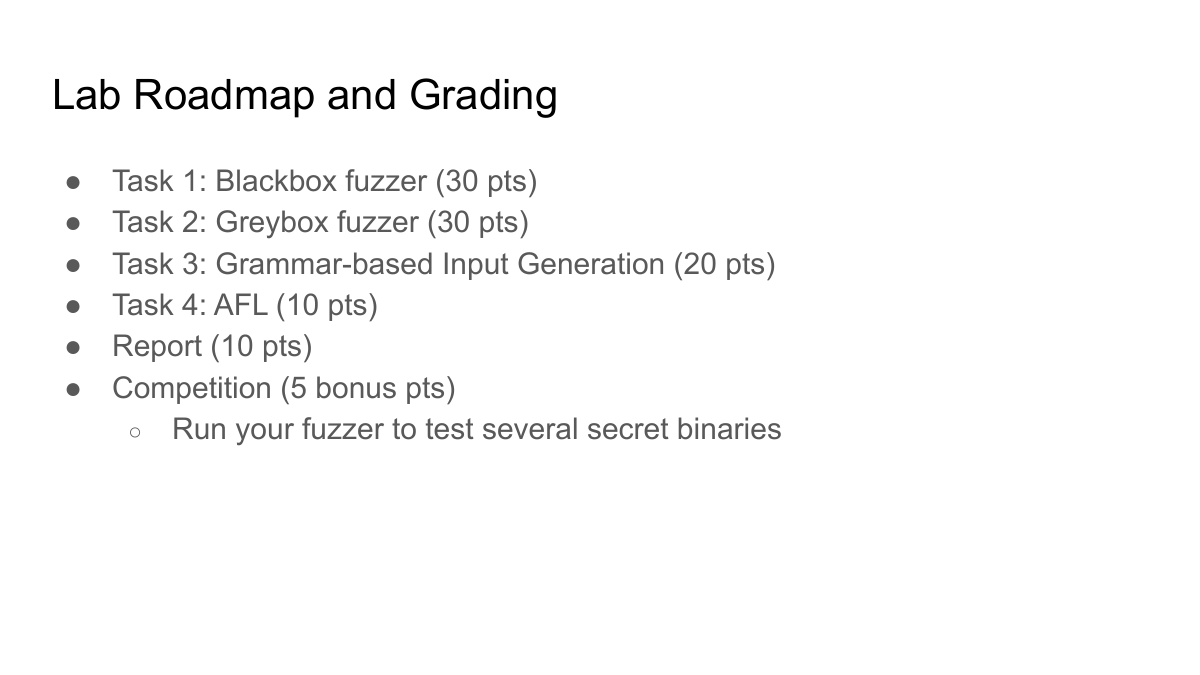 Lab Roadmap and Grading
● Task 1: Blackbox fuzzer (30 pts)
● Task 2: Greybox fuzzer (30 pts)
● Task 3: Grammar-based Input Generation (20 pts)
● Task 4: AFL (10 pts)
● Report (10 pts)
● Competition (5 bonus pts)
○ Run your fuzzer to test several secret binaries